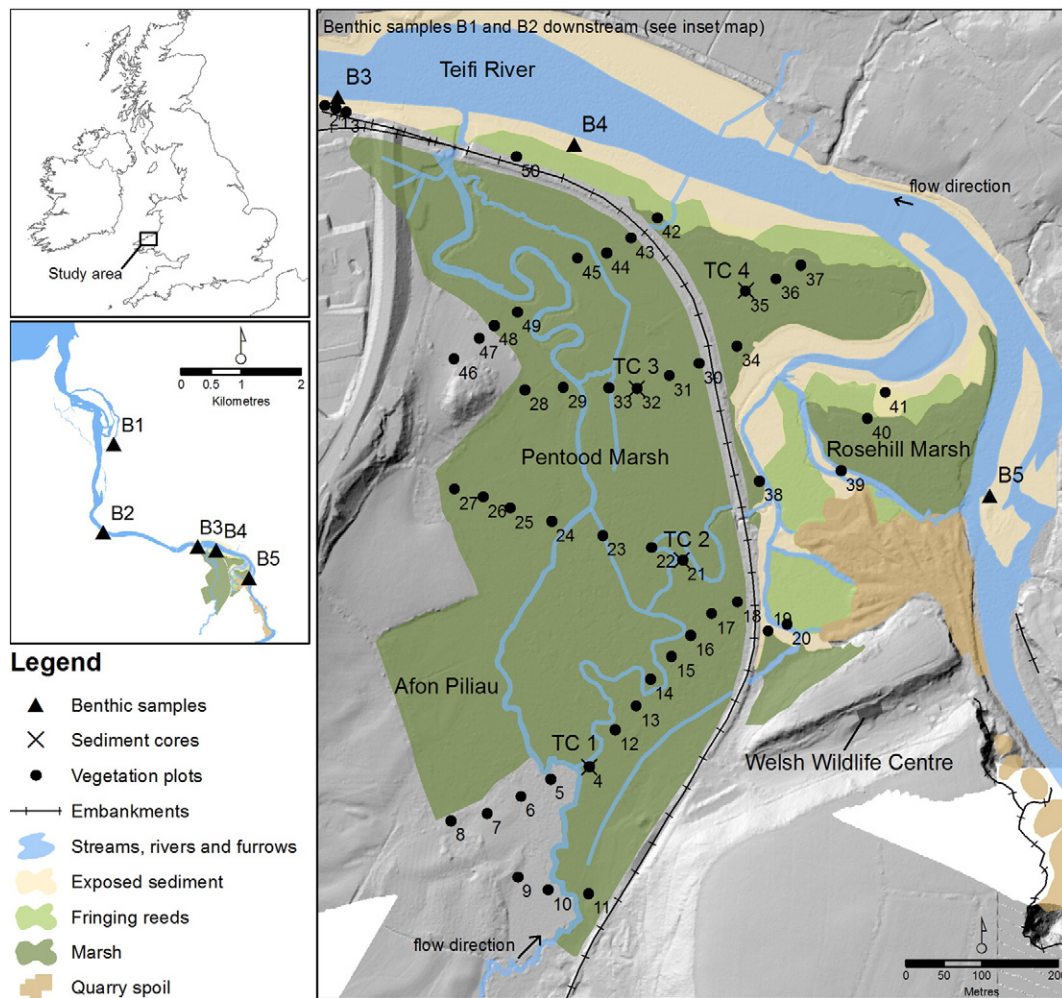 Study area
0 0.5 1 2
Kilometres
B1
B2
B3
B4
B5
Legend
Benthic samples
Sediment cores
Vegetation plots
Embankments
Streams, rivers and furrows
Exposed sediment
Fringing reeds
Marsh
Quarry spoil
Benthic samples B1 and B2 downstream (see inset map)
Teifi River
B3
2 1 3
B4
50
flow direction
42
43
44
45
TC 4
37
36
35
49
48
47
46
34
TC 3
30
31
32
33
29
28
41
40
Rosehill Marsh
39
38
B5
Pentood Marsh
27
26
25
24
23
TC 2
22
21
18
19
20
17
16
15
14
13
12
Afon Piliau
TC 1
4
5
6
7
8
Welsh Wildlife Centre
9
10
11
flow direction
0 100 200
Metres